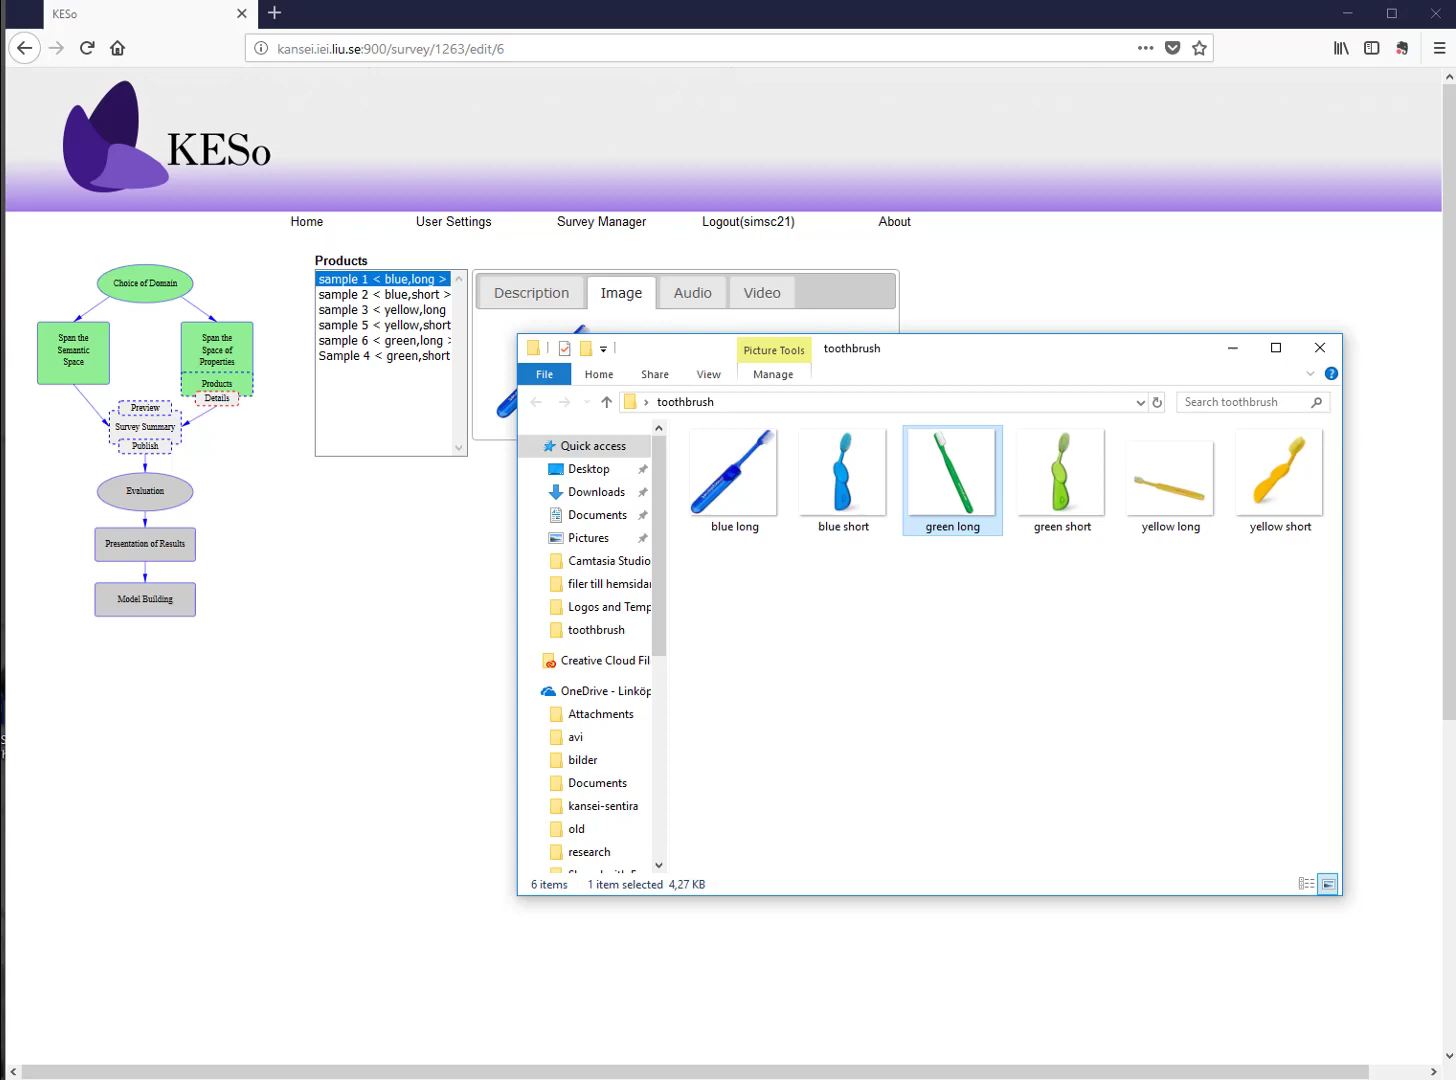 KESo
kansei.iei.liu.se:900/survey/1263/edit/6
KESo
Home
User Settings
Survey Manager
Logout(simsc21)
About
Choice of Domain
Span the
Semantic
Space
Span the
Space of
Properties
Products
Details
Preview
Survey Summary
Publish
Evaluation
Presentation of Results
Model Building
Products
sample 1 < blue,long >
sample 2 < blue,short >
sample 3 < yellow,long
sample 5 < yellow,short
sample 6 < green,long >
Sample 4 < green,short
Description
Image
Audio
Video
Picture Tools
toothbrush
File
Home
Share
View
Manage
toothbrush
Search toothbrush
Quick access
Desktop
Downloads
Documents
Pictures
Camtasia Studio
filer till hemsidan
Logos and Temp
toothbrush
Creative Cloud Fil
OneDrive - Linköp
Attachments
avi
bilder
Documents
kansei-sentira
old
research
blue long
blue short
green long
green short
yellow long
yellow short
6 items
1 item selected 4,27 KB